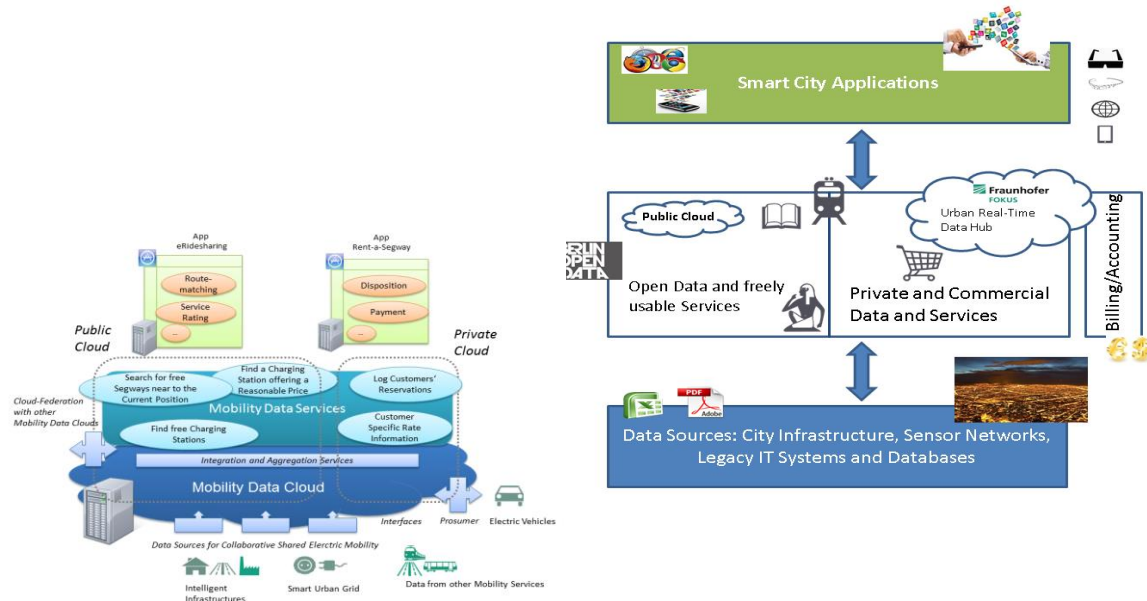 App
eRidesharing
App
Rent-a-Segway
Route-
matching
Service
Rating
...
Disposition
Payment
...
Public
Cloud
Private
Cloud
Search for free
Segways near to the
Current Position
Find a Charging
Station offering a
Reasonable Price
Log Customers'
Reservations
Mobility Data Services
Cloud-Federation
with other
Mobility Data Clouds
Find free Charging
Stations
Customer
Specific Rate
Information
Integration and Aggregation Services
Mobility Data Cloud
Interfaces
Prosumer
Electric Vehicles
Data Sources for Collaborative Shared Elerctric Mobility
Intelligent
Infrastructures
Smart Urban Grid
Data from other Mobility Services
Smart City Applications
Public Cloud
Fraunhofer
FOKUS
Urban Real-Time
Data Hub
OPEN
DATA
Open Data and freely
usable Services
Private and Commercial
Data and Services
Billing/Accounting
PDF
Adobe
Data Sources: City Infrastructure, Sensor Networks,
Legacy IT Systems and Databases